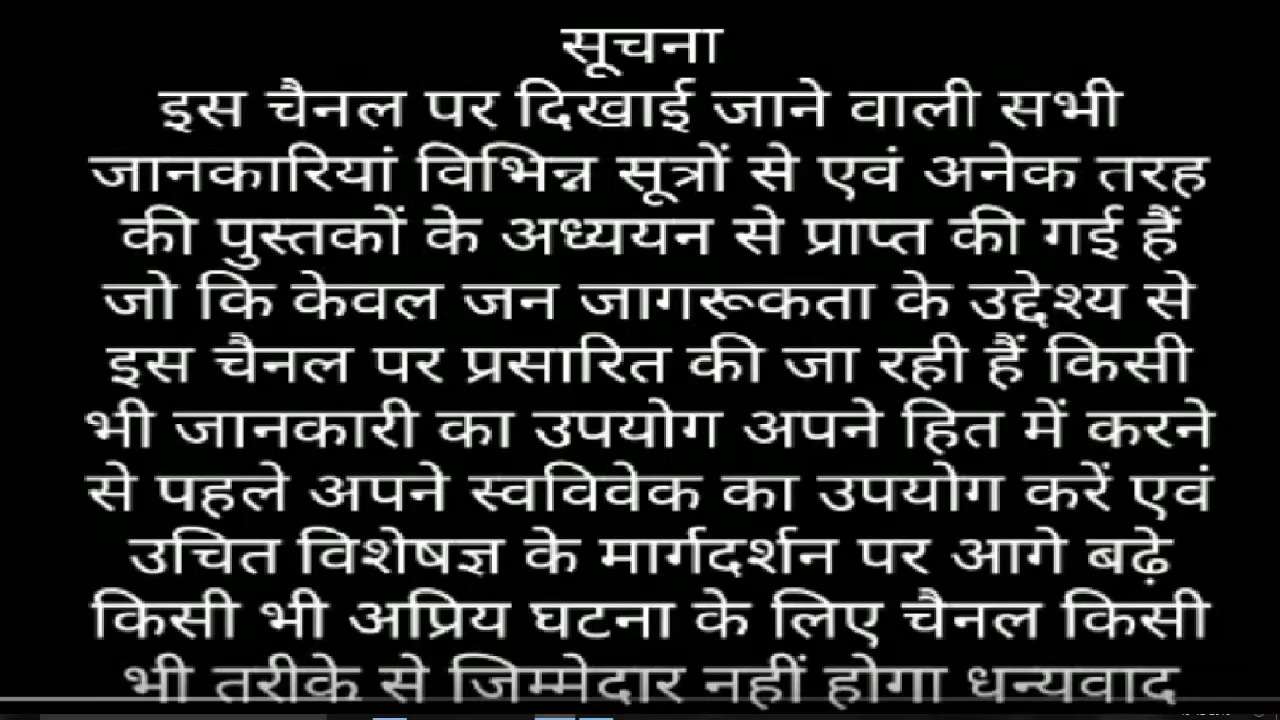 सूचना
इस चैनल पर दिखाई जाने वाली सभी
जानकारियां विभिन्न सूत्रों से एवं अनेक तरह
की पुस्तकों के अध्ययन से प्राप्त की गई हैं
जो कि केवल जन जागरूकता के उद्देश्य से
इस चैनल पर प्रसारित की जा रही हैं किसी
भी जानकारी का उपयोग अपने हित में करने
से पहले अपने स्वविवेक का उपयोग करें एवं
उचित विशेषज्ञ के मार्गदर्शन पर आगे बढ़े
किसी भी अप्रिय घटना के लिए चैनल किसी
भी तरीके से जिम्मेदार नहीं होगा धन्यवाद